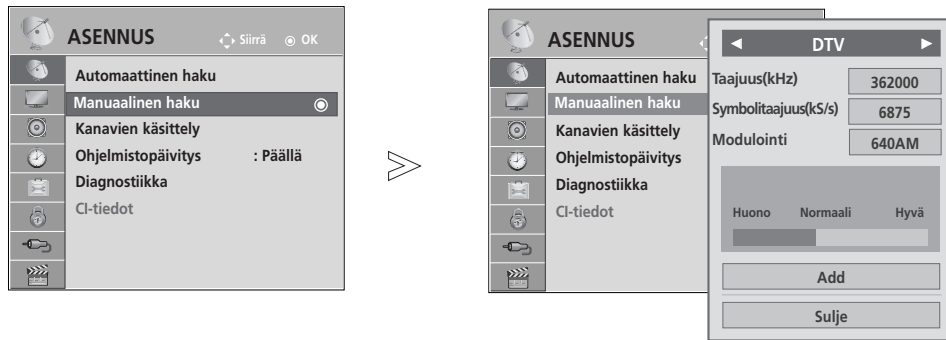 ASENNUS
Siirrä
OK
Automaattinen haku
Manuaalinen haku
Kanavien käsittely
Ohjelmistopäivitys : Päällä
Diagnostiikka
CI-tiedot
ASENNUS
Automaattinen haku
Manuaalinen haku
Kanavien käsittely
Ohjelmistopäivitys
Diagnostiikka
CI-tiedot
DTV
Taajuus(kHz) 362000
Symbolitaajuus(kS/s) 6875
Modulointi 640AM
Huono Normaali Hyvä
Add
Sulje